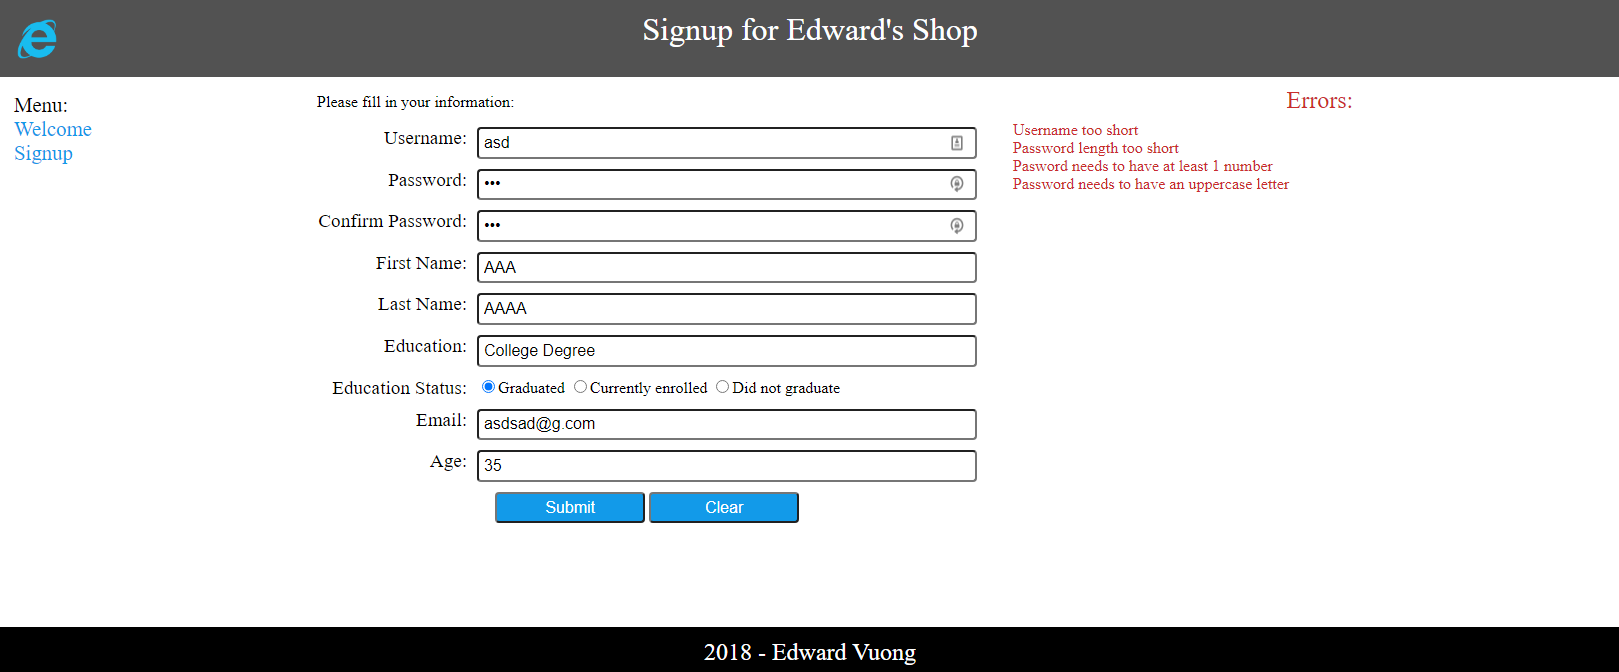 Signup for Edward's Shop
Menu:
Welcome
Signup
Please fill in your information:
Username: asd
Password: •••
Confirm Password: •••
First Name: AAA
Last Name: AAAA
Education: College Degree
Education Status: Graduated Currently enrolled Did not graduate
Email: asdsad@g.com
Age: 35
Submit Clear
Errors:
Username too short
Password length too short
Pasword needs to have at least 1 number
Password needs to have an uppercase letter
2018 - Edward Vuong